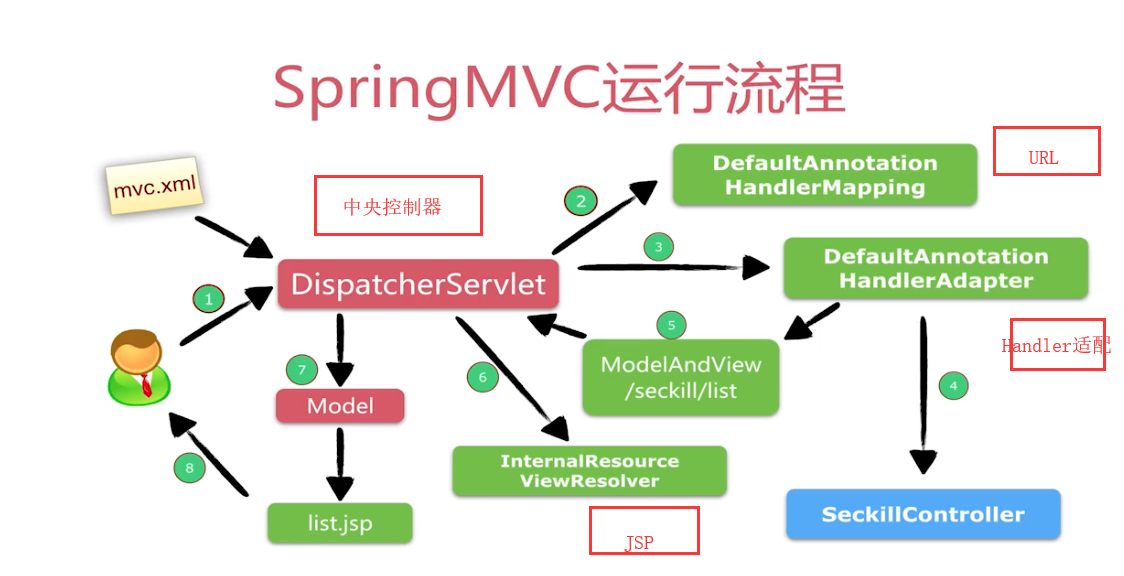 SpringMVC运行流程
mvc.xml
中央控制器
2
DefaultAnnotation
HandlerMapping
URL
1
DispatcherServlet
3
DefaultAnnotation
HandlerAdapter
Handler适配
5
ModelAndView
/seckill/list
4
7
Model
6
InternalResource
ViewResolver
JSP
8
list.jsp
SeckillController